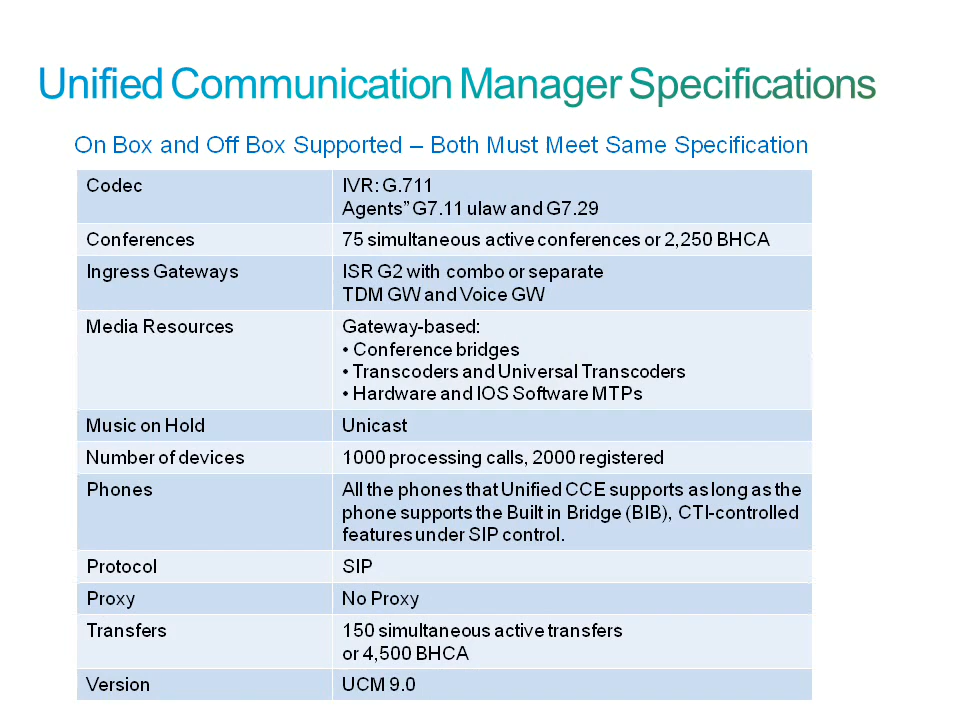 Unified Communication Manager Specifications
On Box and Off Box Supported – Both Must Meet Same Specification
Codec
IVR: G.711
Agents” G7.11 ulaw and G7.29
Conferences
75 simultaneous active conferences or 2,250 BHCA
Ingress Gateways
ISR G2 with combo or separate
TDM GW and Voice GW
Media Resources
Gateway-based:
• Conference bridges
• Transcoders and Universal Transcoders
• Hardware and IOS Software MTPs
Music on Hold
Unicast
Number of devices
1000 processing calls, 2000 registered
Phones
All the phones that Unified CCE supports as long as the
phone supports the Built in Bridge (BIB), CTI-controlled
features under SIP control.
Protocol
SIP
Proxy
No Proxy
Transfers
150 simultaneous active transfers
or 4,500 BHCA
Version
UCM 9.0